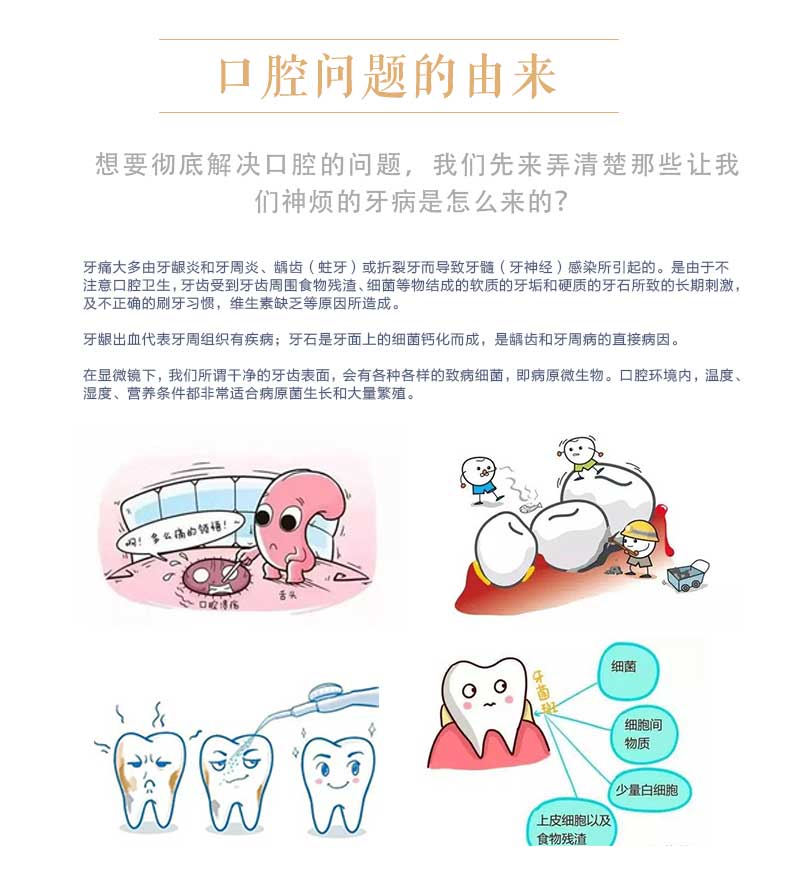 口腔问题的由来
想要彻底解决口腔的问题，我们先来弄清楚那些让我
们神烦的牙病是怎么来的?
牙痛大多由牙龈炎和牙周炎、龋齿（蛀牙）或折裂牙而导致牙髓（牙神经）感染所引起的。是由于不
注意口腔卫生，牙齿受到牙齿周围食物残渣、细菌等物结成的软质的牙垢和硬质的牙石所致的长期刺激，
及不正确的刷牙习惯，维生素缺乏等原因所造成。
牙龈出血代表牙周组织有疾病；牙石是牙面上的细菌钙化而成，是龋齿和牙周病的直接病因。
在显微镜下，我们所谓干净的牙齿表面，会有各种各样的致病细菌，即病原微生物。口腔环境内，温度、
湿度、营养条件都非常适合病原菌生长和大量繁殖。
啊！多么痛的领悟！~
口腔溃疡
舌头
牙菌斑
细菌
细胞间
物质
少量白细胞
上皮细胞以及
食物残渣